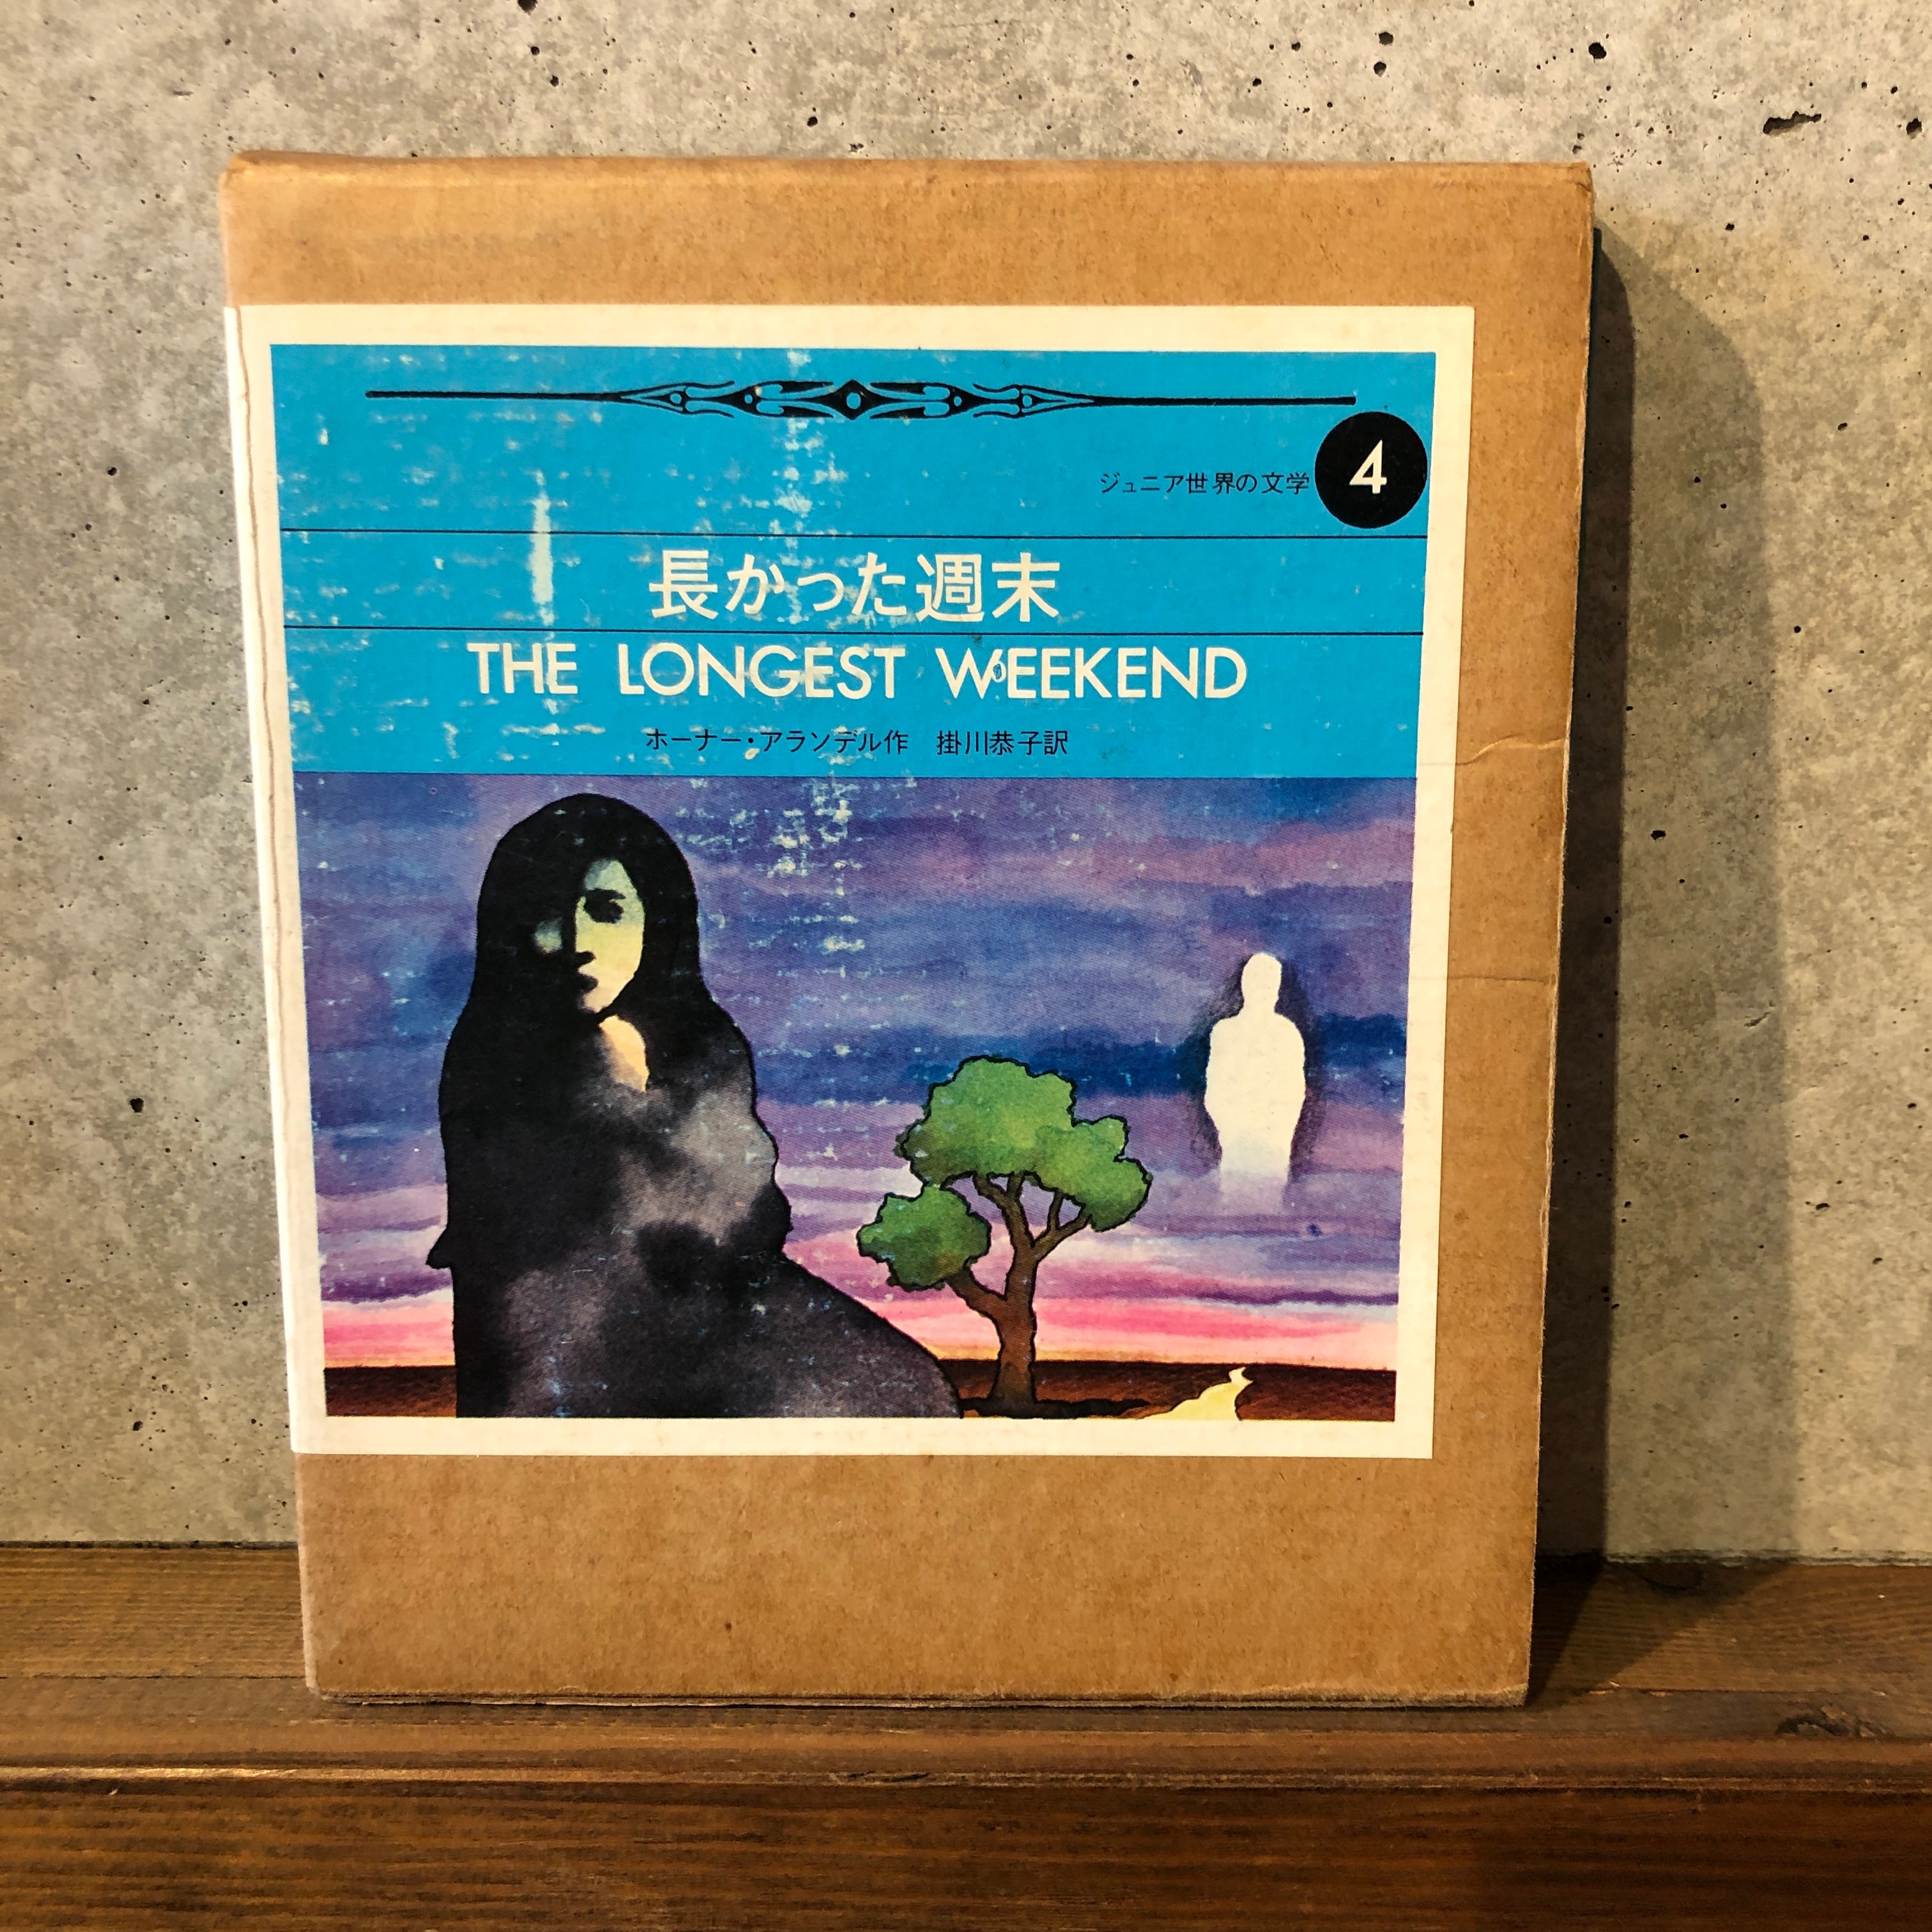 ジュニア世界の文学 4
長かった週末
THE LONGEST WEEKEND
ホーナー・アランデル作 掛川恭子訳